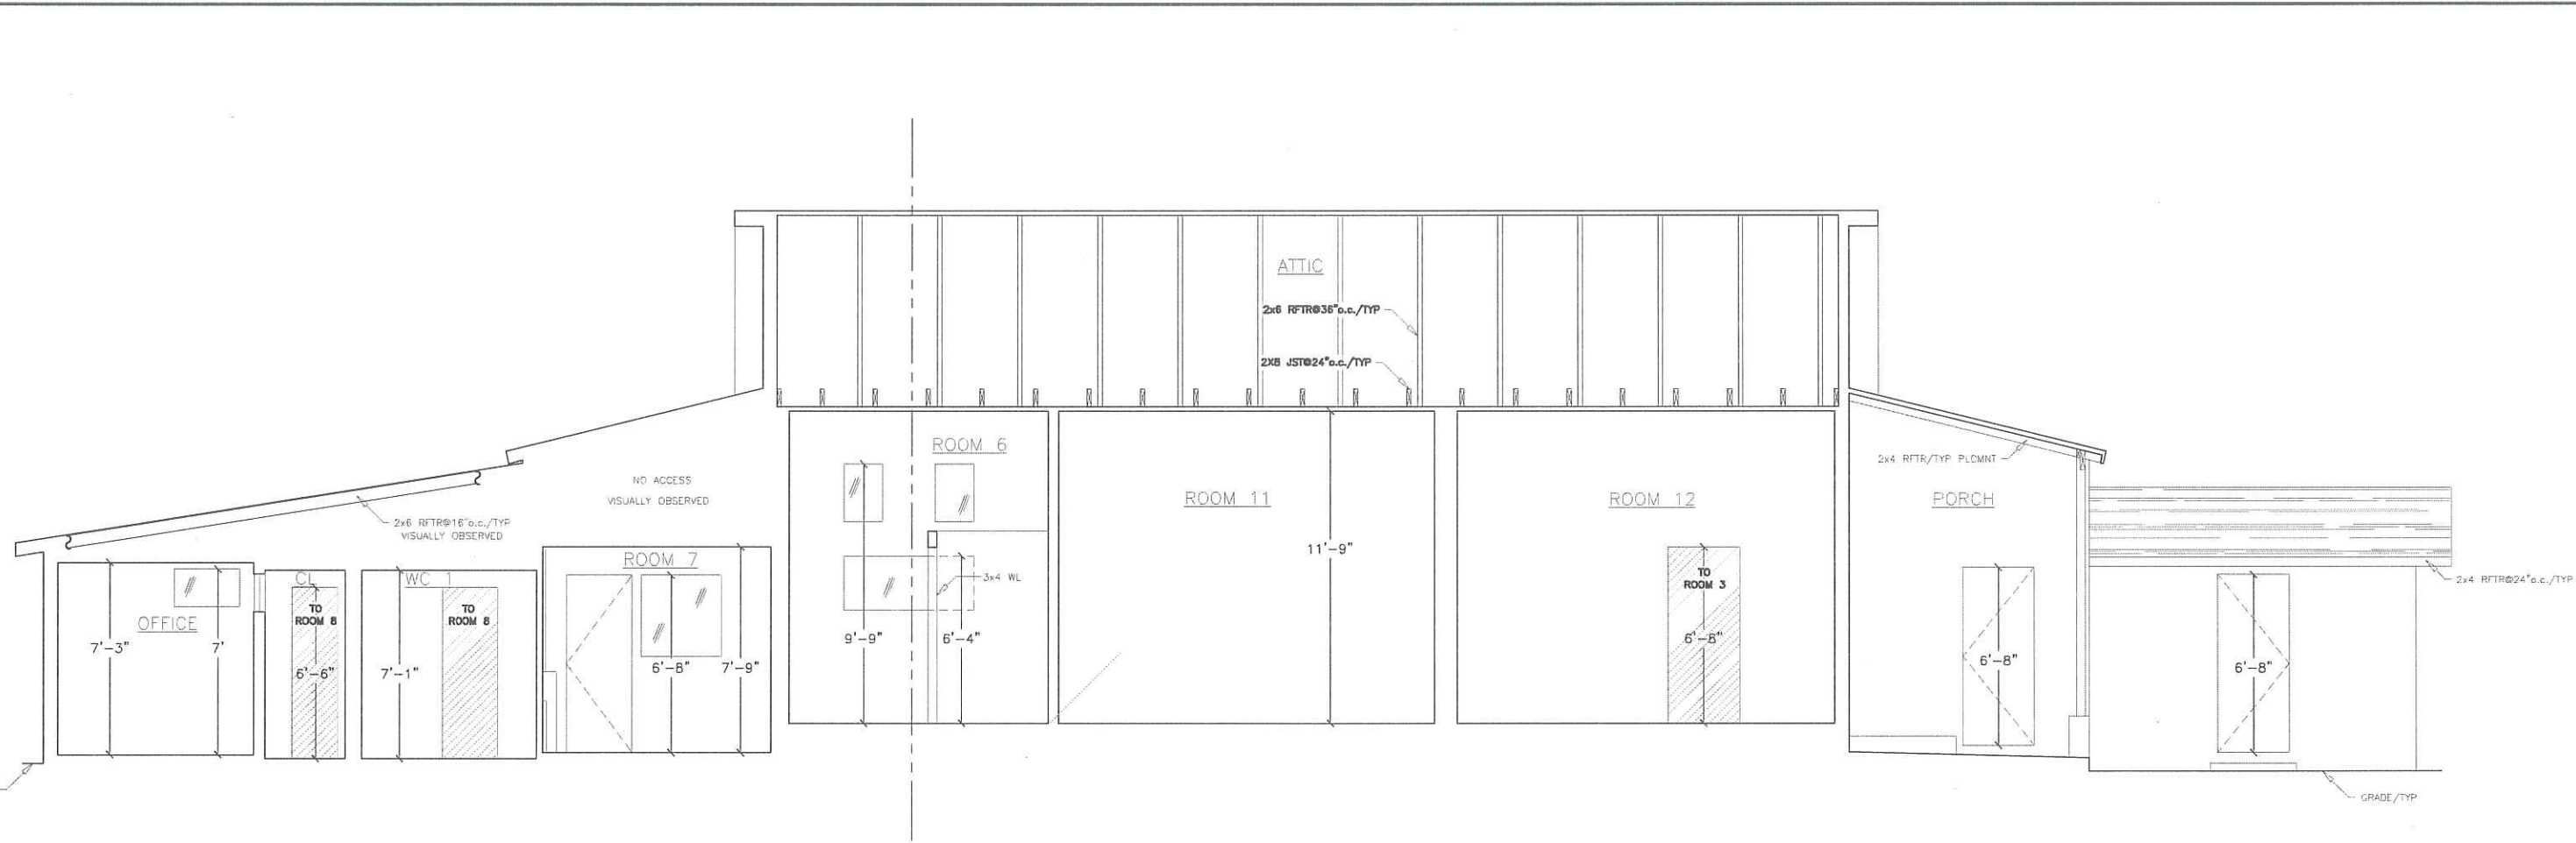 ATTIC
2x6 RFTR@36"o.c./TYP
2X8 JST@24"o.c./TYP
ROOM 6
2x4 RFTR/TYP PLCMNT
NO ACCESS
VISUALLY OBSERVED
ROOM 11
ROOM 12
PORCH
2x6 RFTR@16"o.c./TYP
VISUALLY OBSERVED
11'-9"
ROOM 7
CL
WC 1
TO
ROOM 3
3x4 WL
2x4 RFTR@24"o.c./TYP
TO
ROOM 8
TO
ROOM 8
OFFICE
7'-3"
7'
9'-9"
6'-4"
6'-8"
6'-6"
7'-1"
6'-8"
7'-9"
6'-8"
6'-8"
GRADE/TYP